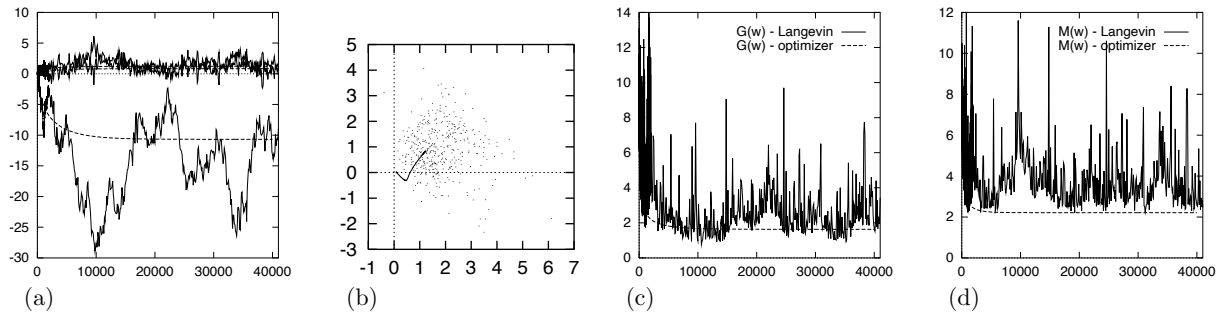 10
5
0
-5
-10
-15
-20
-25
-30
0 10000 20000 30000 40000
(a)
5
4
3
2
1
0
-1
-2
-3
-1 0 1 2 3 4 5 6 7
(b)
14
12
10
8
6
4
2
0
G(w) - Langevin
G(w) - optimizer
0 10000 20000 30000 40000
(c)
12
10
8
6
4
2
0
M(w) - Langevin
M(w) - optimizer
0 10000 20000 30000 40000
(d)